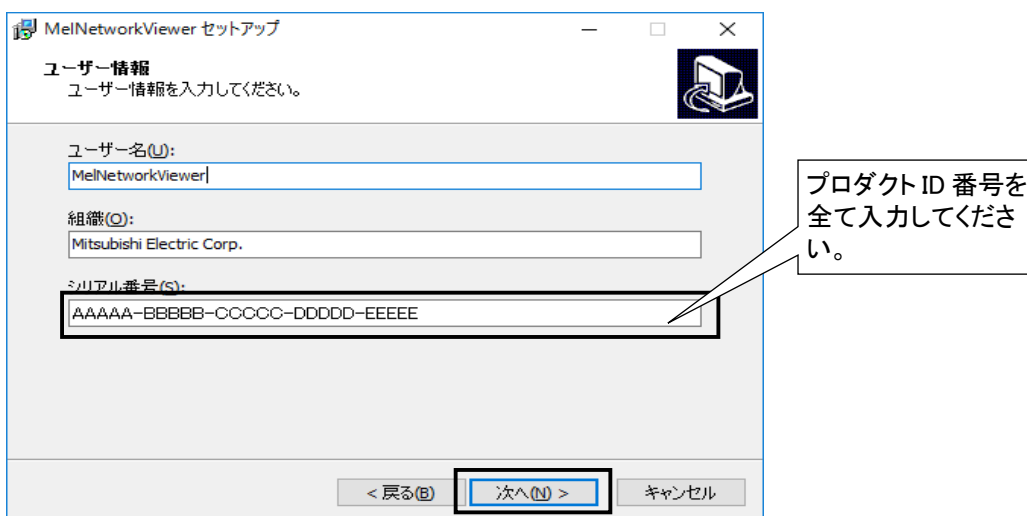 MelNetworkViewer セットアップ
ユーザー情報
ユーザー情報を入力してください。
ユーザー名(U):
MelNetworkViewer
組織(O):
Mitsubishi Electric Corp.
シリアル番号(S):
AAAAA-BBBBB-CCCCC-DDDDD-EEEEE
プロダクト ID 番号を
全て入力してくださ
い。
< 戻る(B)
次へ(N) >
キャンセル